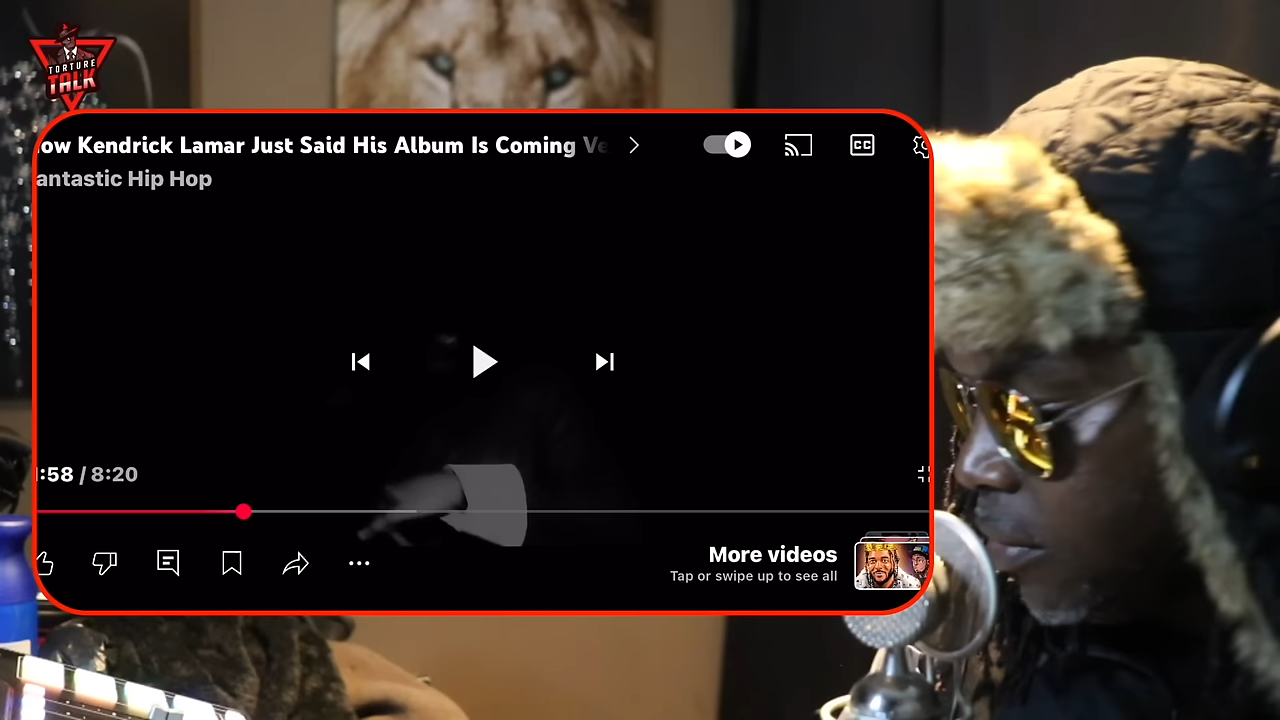 TORTURE
TALK
ow Kendrick Lamar Just Said His Album Is Coming Ve
antastic Hip Hop
CC
:58 / 8:20
More videos
Tap or swipe up to see all